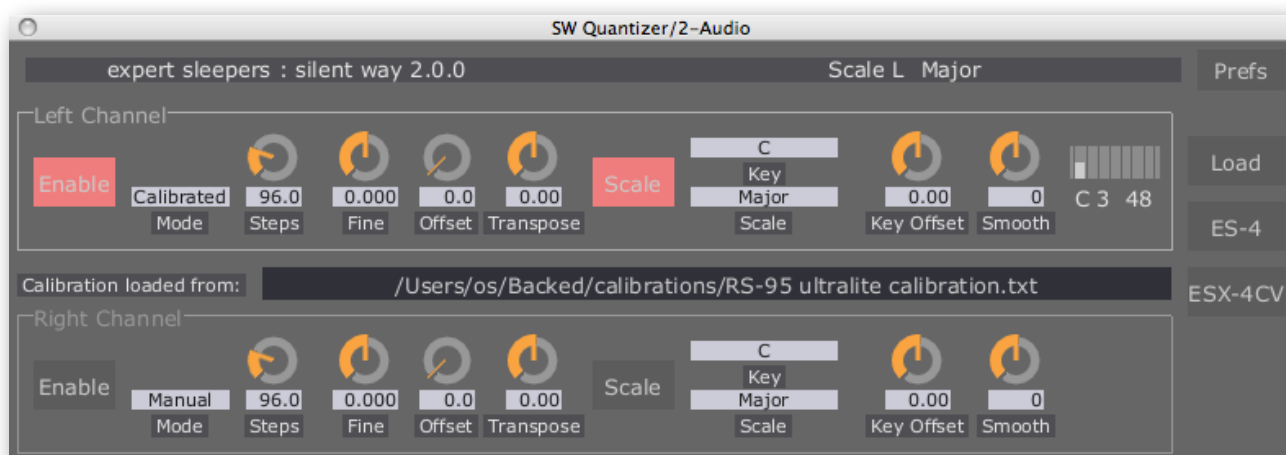 SW Quantizer/2-Audio
expert sleepers : silent way 2.0.0 Scale L Major Prefs
Left Channel
Enable Calibrated 96.0 0.000 0.0 0.00 Scale C 0.00 0 Load
Key
Major C 3 48
Mode Steps Fine Offset Transpose Scale Key Offset Smooth ES-4
Calibration loaded from: /Users/os/Backed/calibrations/RS-95 ultralite calibration.txt ESX-4CV
Right Channel
C
Enable Scale Key
Manual 96.0 0.000 0.0 0.00 Major 0.00 0
Mode Steps Fine Offset Transpose Scale Key Offset Smooth